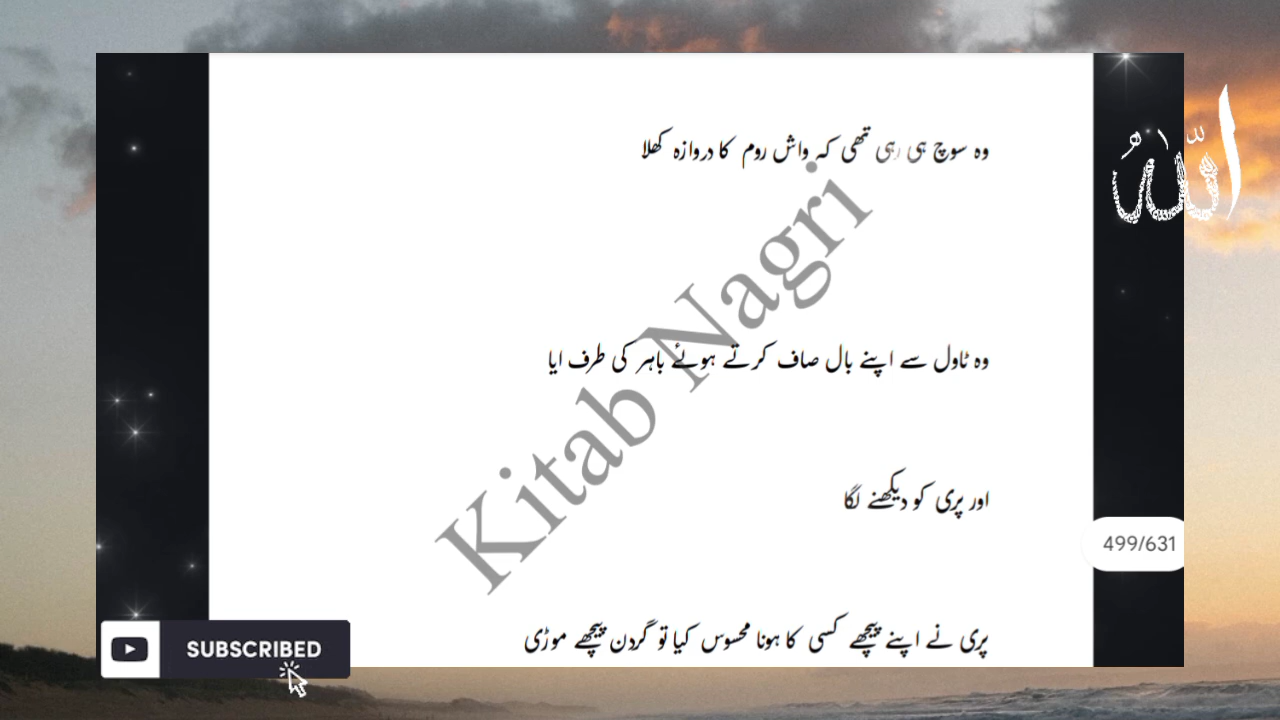 وہ سوچ ہی رہی تھی کہ واش روم کا دروازہ کھلا
اللّٰهُ
Kitab Nagri
وہ ٹاول سے اپنے بال صاف کرتے ہوئے باہر کی طرف ایا
اور پری کو دیکھنے لگا
499/631
پری نے اپنے پیچھے کسی کا ہونا محسوس کیا تو گردن پیچھے موڑی
SUBSCRIBED